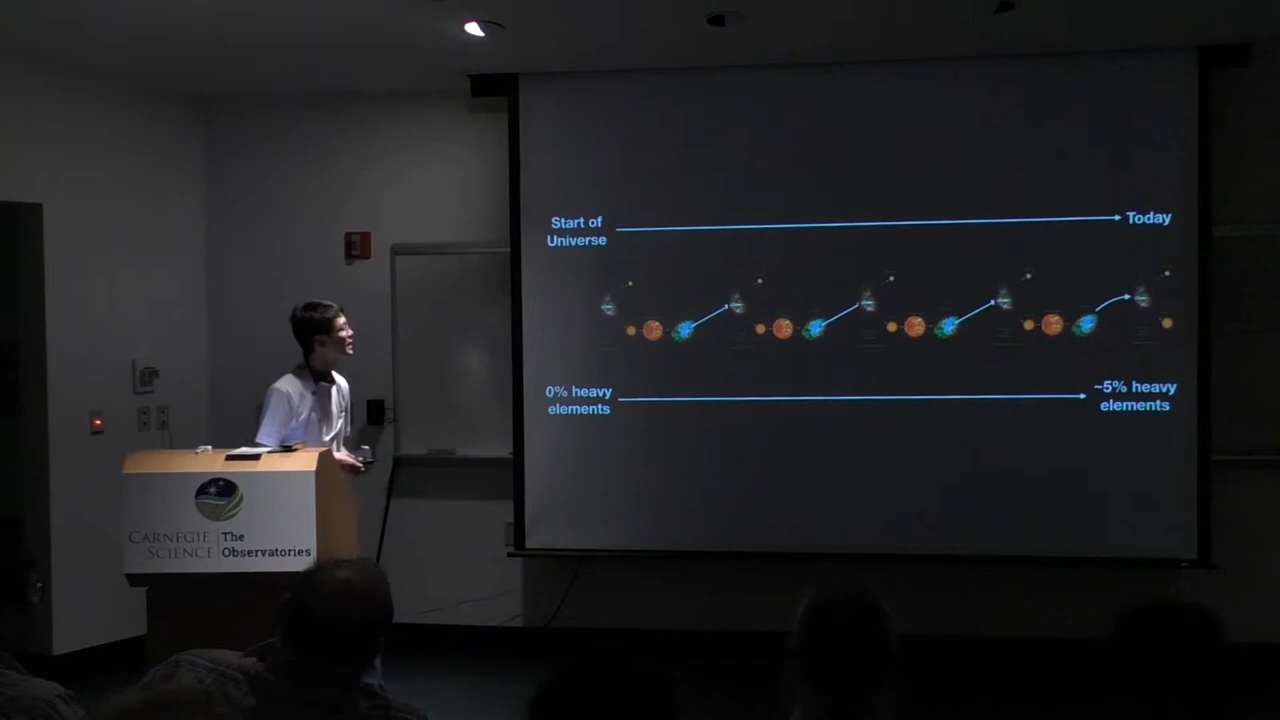 Start of
Universe
Today
0% heavy
elements
~5% heavy
elements
CARNEGIE
SCIENCE
The
Observatories